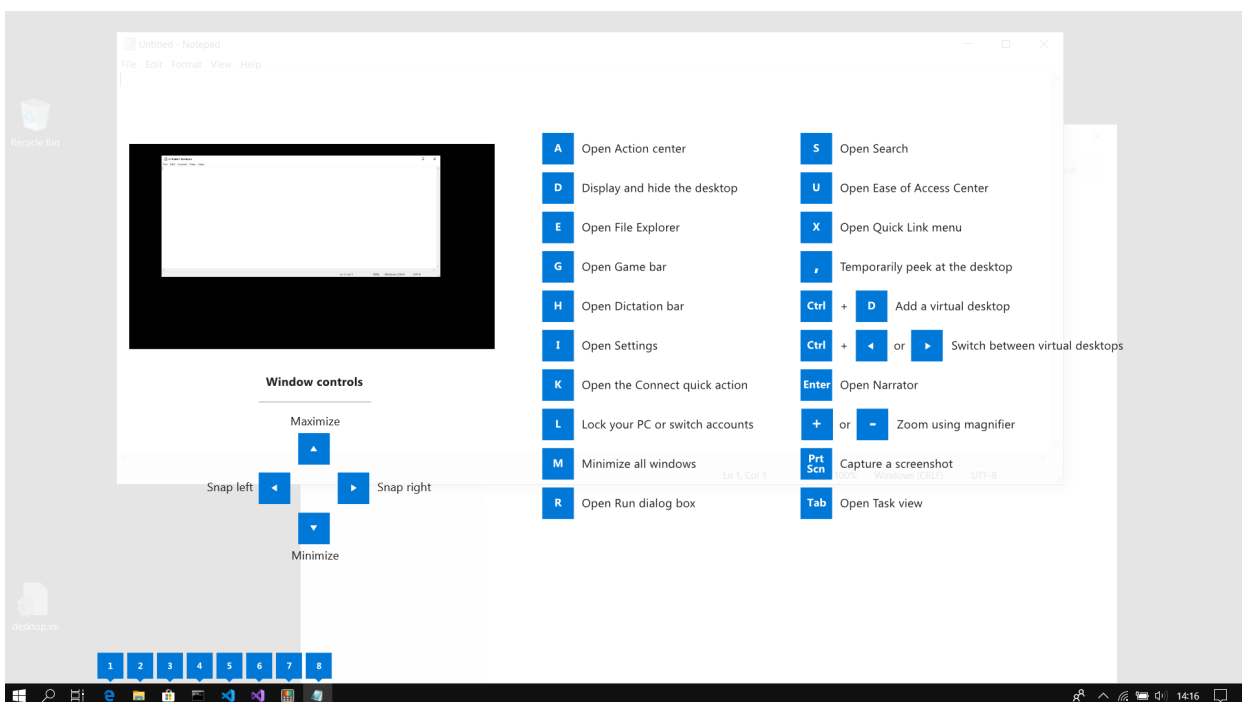 Untitled - Notepad
File Edit Format View Help
Recycle Bin
A Open Action center
D Display and hide the desktop
E Open File Explorer
G Open Game bar
H Open Dictation bar
I Open Settings
K Open the Connect quick action
L Lock your PC or switch accounts
M Minimize all windows
R Open Run dialog box
S Open Search
U Open Ease of Access Center
X Open Quick Link menu
, Temporarily peek at the desktop
Ctrl + D Add a virtual desktop
Ctrl + or Switch between virtual desktops
Enter Open Narrator
+ or - Zoom using magnifier
Prt Scn Capture a screenshot
Tab Open Task view
Window controls
Maximize
Snap left Snap right
Minimize
Ln 1, Col 1 100% Windows (CRLF) UTF-8
desktop.ini
1 2 3 4 5 6 7 8
14:16